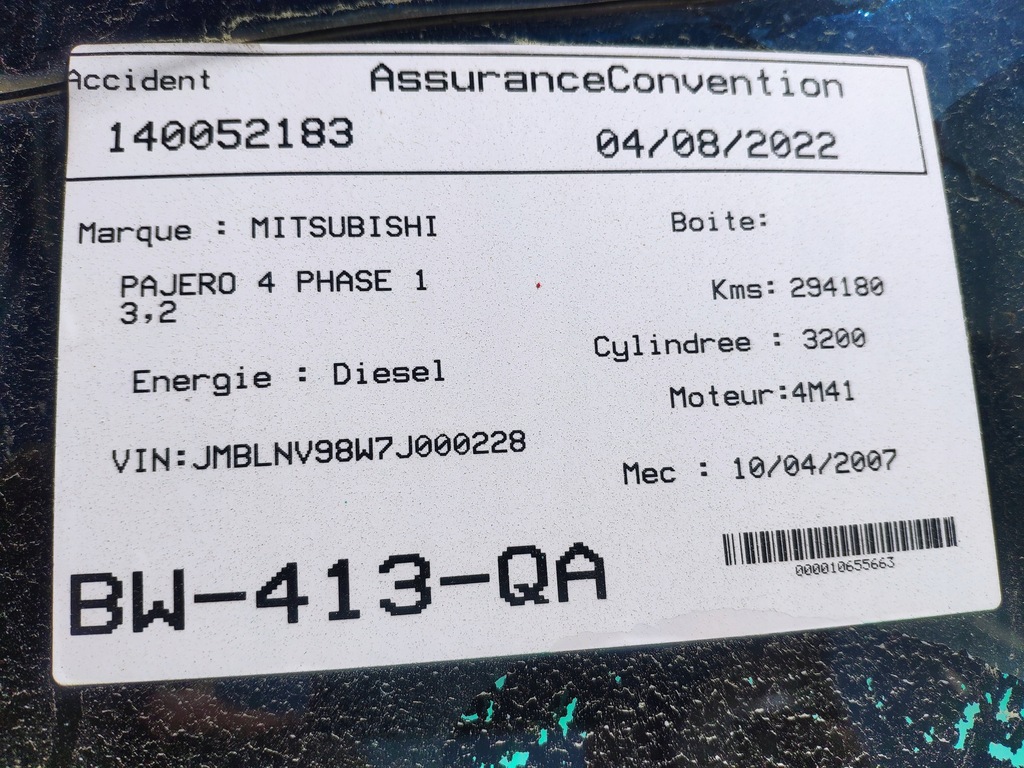 Accident AssuranceConvention
140052183 04/08/2022
Marque : MITSUBISHI Boite:
PAJERO 4 PHASE 1
3,2
Kms: 294180
Cylindree : 3200
Energie : Diesel
Moteur:4M41
VIN:JMBLNV98W7J000228
Mec : 10/04/2007
BW-413-QA
000010655663